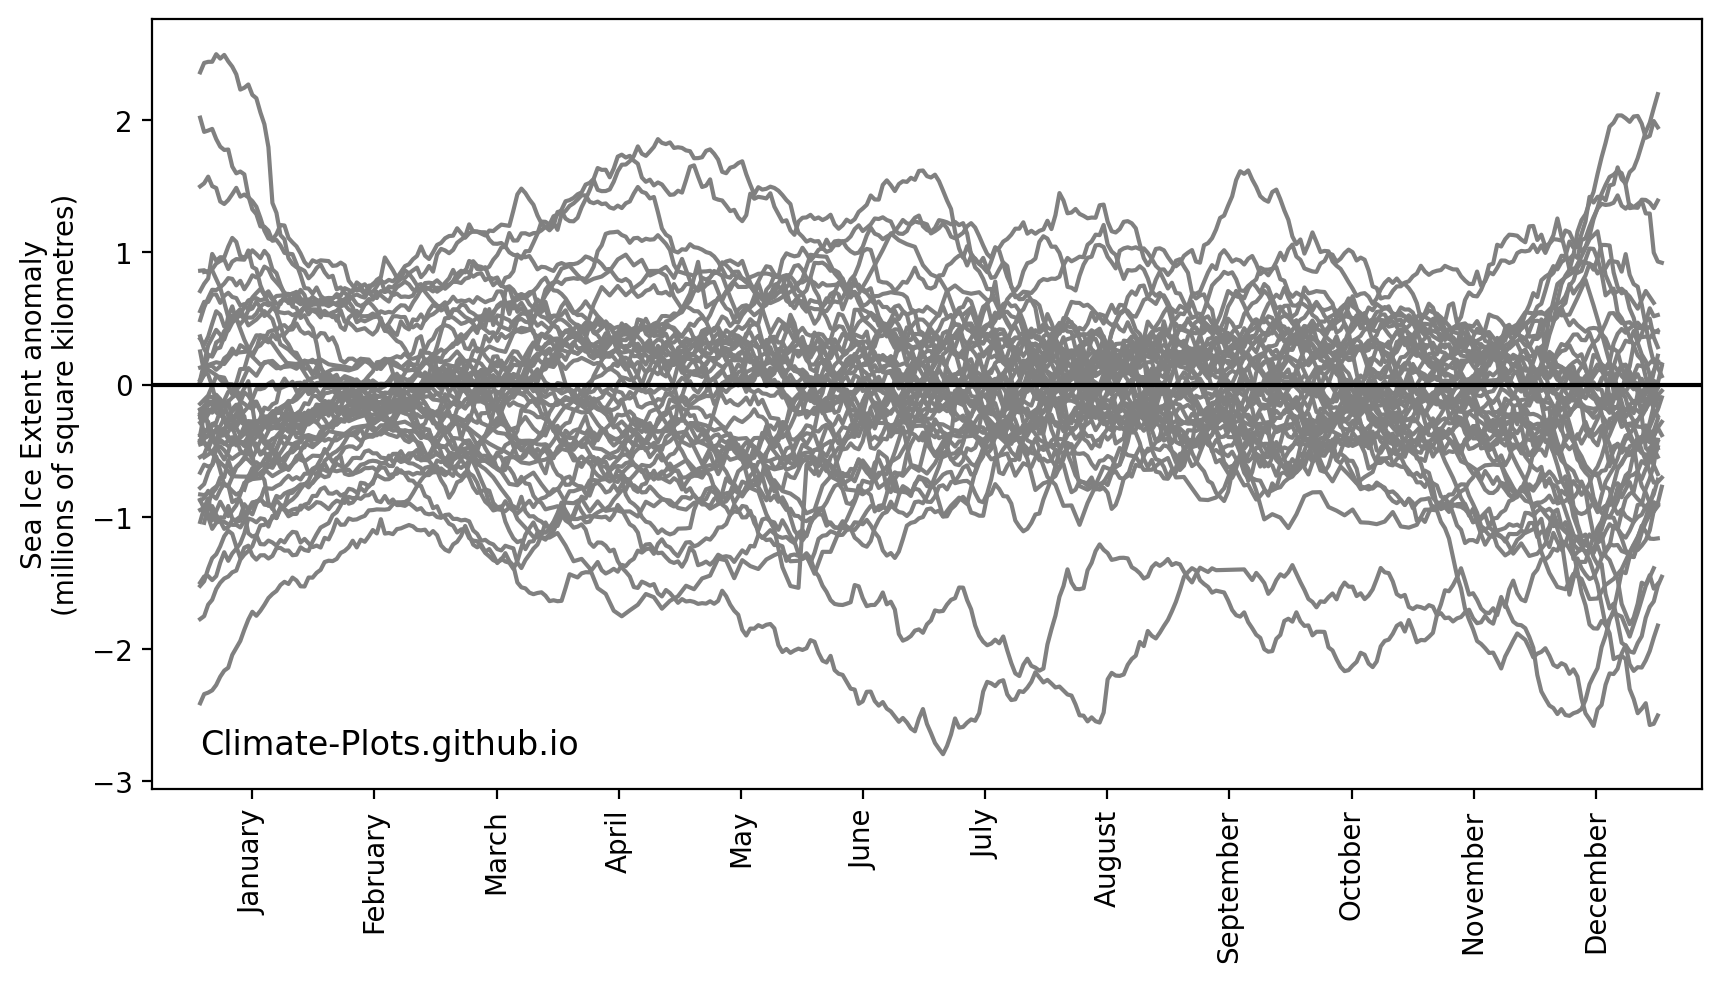 Sea Ice Extent anomaly
(millions of square kilometres)
2
1
0
−1
−2
−3
Climate-Plots.github.io
January
February
March
April
May
June
July
August
September
October
November
December